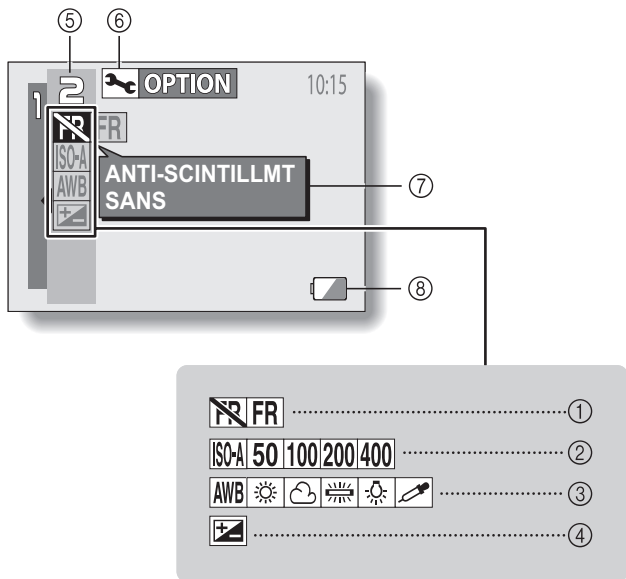 ⑤ ⑥
1 2 OPTION 10:15
FR FR
ISO-A
AWB
ANTI-SCINTILLMT
SANS
⑦
⑧
FR FR ①
ISO-A 50 100 200 400 ②
AWB ③
④